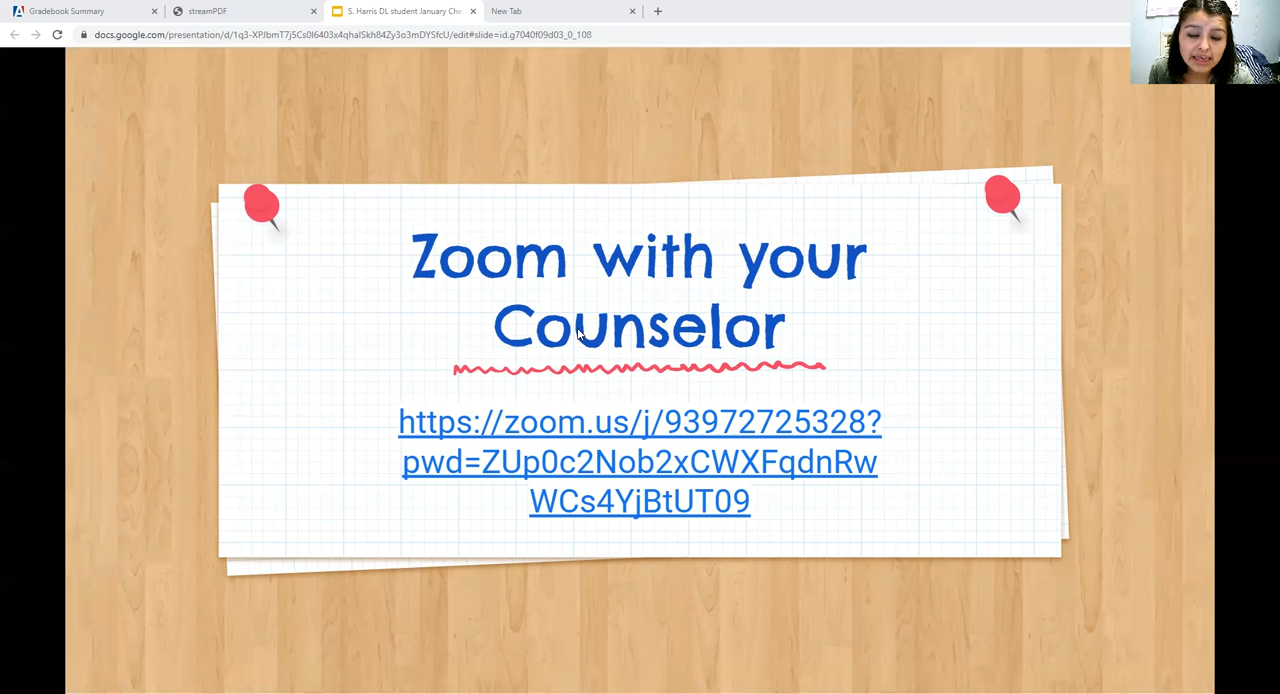 Gradebook Summary
streamPDF
S. Harris DL student January Che
New Tab
docs.google.com/presentation/d/1q3-XPJbmT7j5Cs0I6403x4qhalSkh84Zy3o3mDYSfcU/edit#slide=id.g7040f09d03_0_108
Zoom with your
Counselor
https://zoom.us/j/93972725328?
pwd=ZUp0c2Nob2xCWXFqdnRw
WCs4YjBtUT09